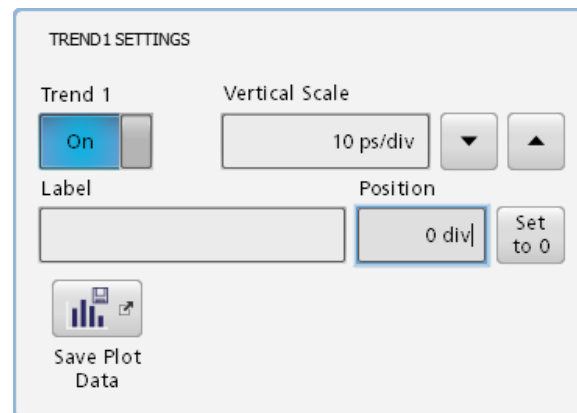 TREND1 SETTINGS
Trend 1
Vertical Scale
On
10 ps/div
Label
Position
0 div
Set
to 0
Save Plot
Data